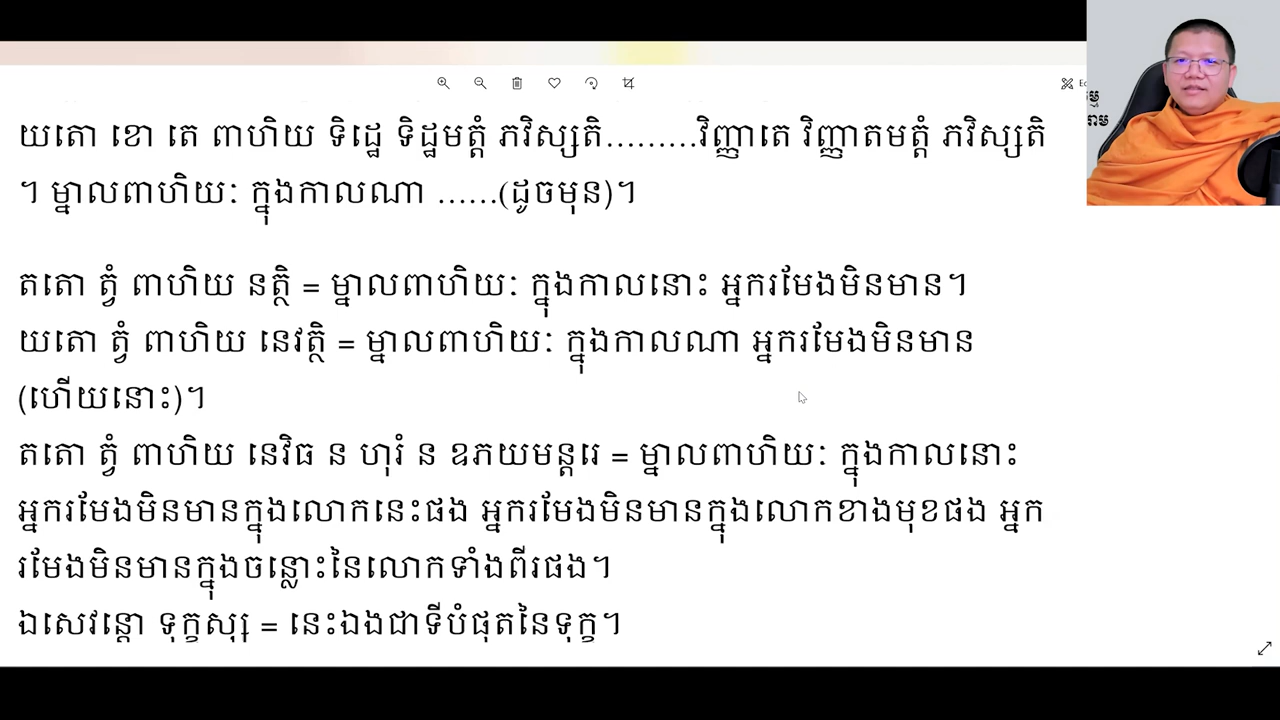 យតោ ខោ តេ ពាហិយ ទិដ្ឋេ ទិដ្ឋមត្តំ ភវិស្សតិ.........វិញ្ញាតេ វិញ្ញាតមត្តំ ភវិស្សតិ
។ ម្នាលពាហិយៈ ក្នុងកាលណា ......(ដូចមុន)។
តតោ ត្វំ ពាហិយ នត្ថិ = ម្នាលពាហិយៈ ក្នុងកាលនោះ អ្នករមែងមិនមាន។
យតោ ត្វំ ពាហិយ នេវត្ថិ = ម្នាលពាហិយៈ ក្នុងកាលណា អ្នករមែងមិនមាន
(ហើយនោះ)។
តតោ ត្វំ ពាហិយ នេវិធ ន ហុរំ ន ឧភយមន្តរេ = ម្នាលពាហិយៈ ក្នុងកាលនោះ
អ្នករមែងមិនមានក្នុងលោកនេះផង អ្នករមែងមិនមានក្នុងលោកខាងមុខផង អ្នក
រមែងមិនមានក្នុងចន្លោះនៃលោកទាំងពីរផង។
ឯសេវន្តោ ទុក្ខស្ស = នេះឯងជាទីបំផុតនៃទុក្ខ។